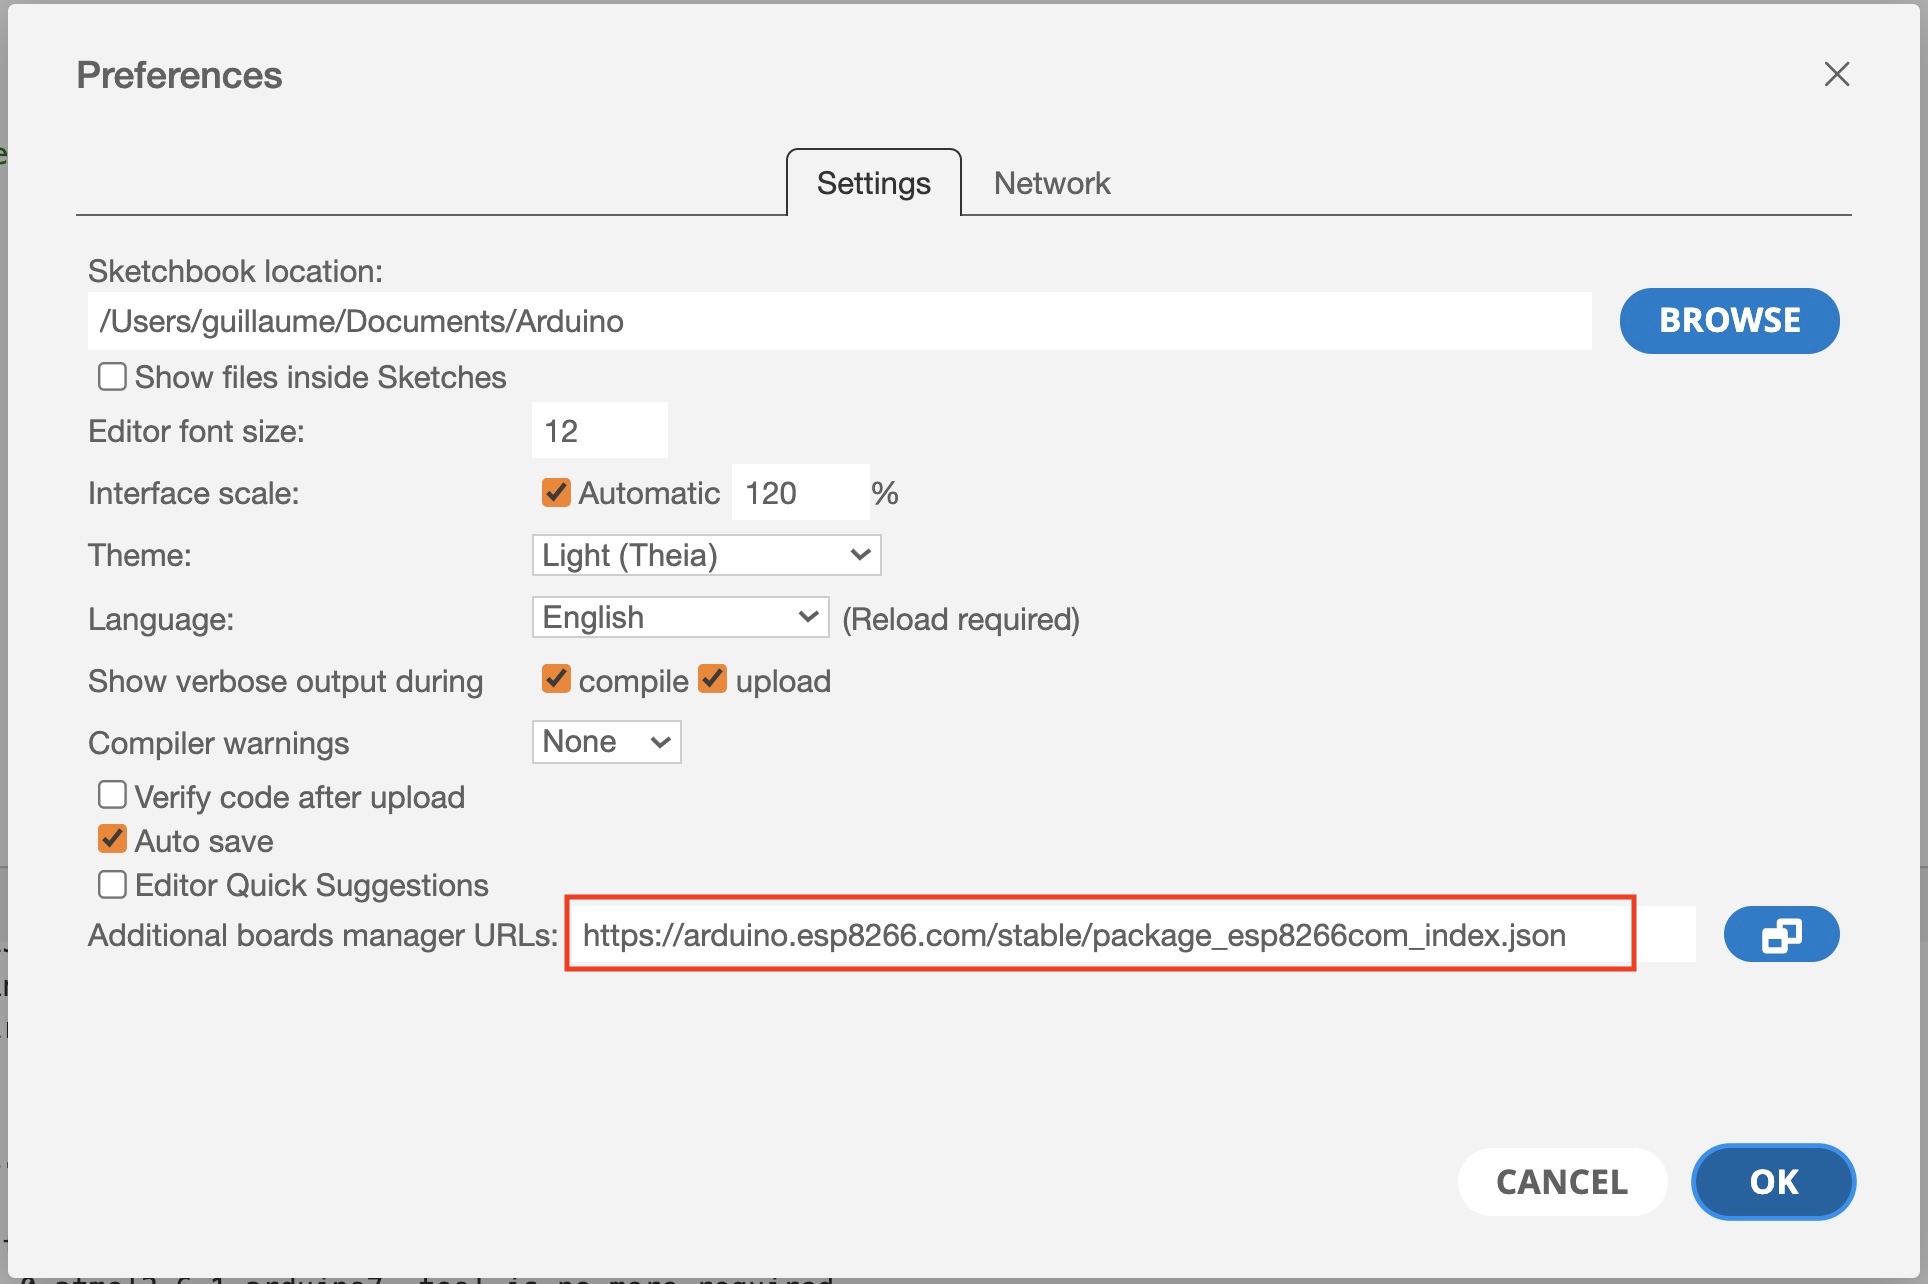 Preferences
Settings Network
Sketchbook location:
/Users/guillaume/Documents/Arduino BROWSE
Show files inside Sketches
Editor font size: 12
Interface scale: Automatic 120 %
Theme: Light (Theia)
Language: English (Reload required)
Show verbose output during compile upload
Compiler warnings None
Verify code after upload
Auto save
Editor Quick Suggestions
Additional boards manager URLs: https://arduino.esp8266.com/stable/package_esp8266com_index.json
CANCEL OK